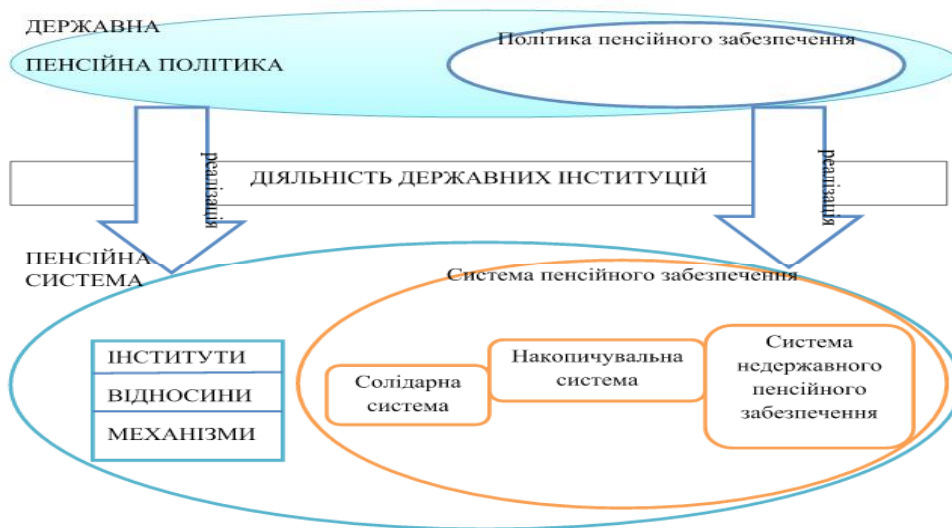 ДЕРЖАВНА
ПЕНСІЙНА ПОЛІТИКА
Політика пенсійного забезпечення
реалізація
реалізація
ДІЯЛЬНІСТЬ ДЕРЖАВНИХ ІНСТИТУЦІЙ
ПЕНСІЙНА
СИСТЕМА
Система пенсійного забезпечення
ІНСТИТУТИ
ВІДНОСИНИ
МЕХАНІЗМИ
Солідарна
система
Накопичувальна
система
Система
недержавного
пенсійного
забезпечення